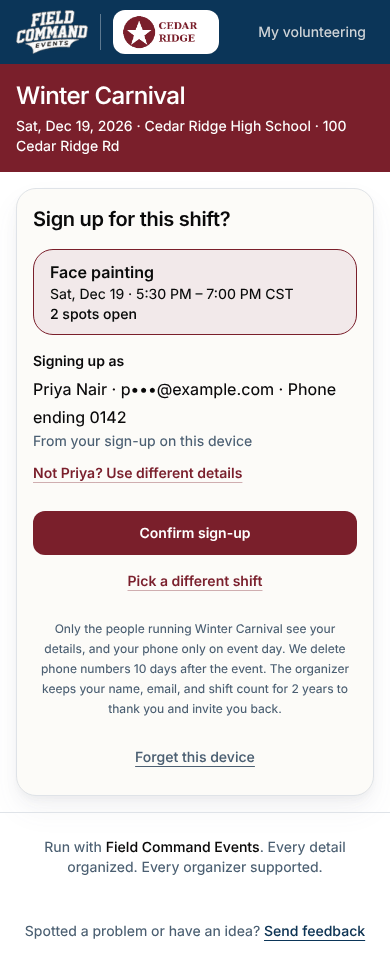 FIELD
COMMAND
EVENTS
CEDAR
RIDGE
My volunteering
Winter Carnival
Sat, Dec 19, 2026 · Cedar Ridge High School · 100
Cedar Ridge Rd
Sign up for this shift?
Face painting
Sat, Dec 19 · 5:30 PM – 7:00 PM CST
2 spots open
Signing up as
Priya Nair · p•••@example.com · Phone
ending 0142
From your sign-up on this device
Not Priya? Use different details
Confirm sign-up
Pick a different shift
Only the people running Winter Carnival see your
details, and your phone only on event day. We delete
phone numbers 10 days after the event. The organizer
keeps your name, email, and shift count for 2 years to
thank you and invite you back.
Forget this device
Run with Field Command Events. Every detail
organized. Every organizer supported.
Spotted a problem or have an idea? Send feedback